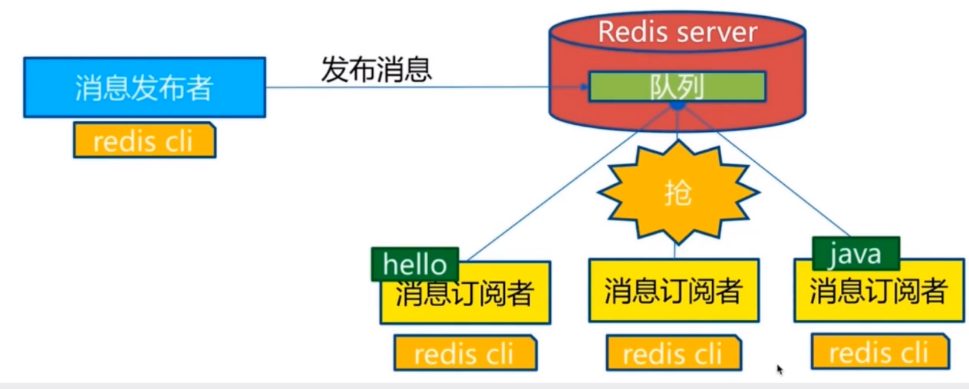 Redis server
发布消息
消息发布者
队列
redis cli
抢
hello
java
消息订阅者
消息订阅者
消息订阅者
redis cli
redis cli
redis cli